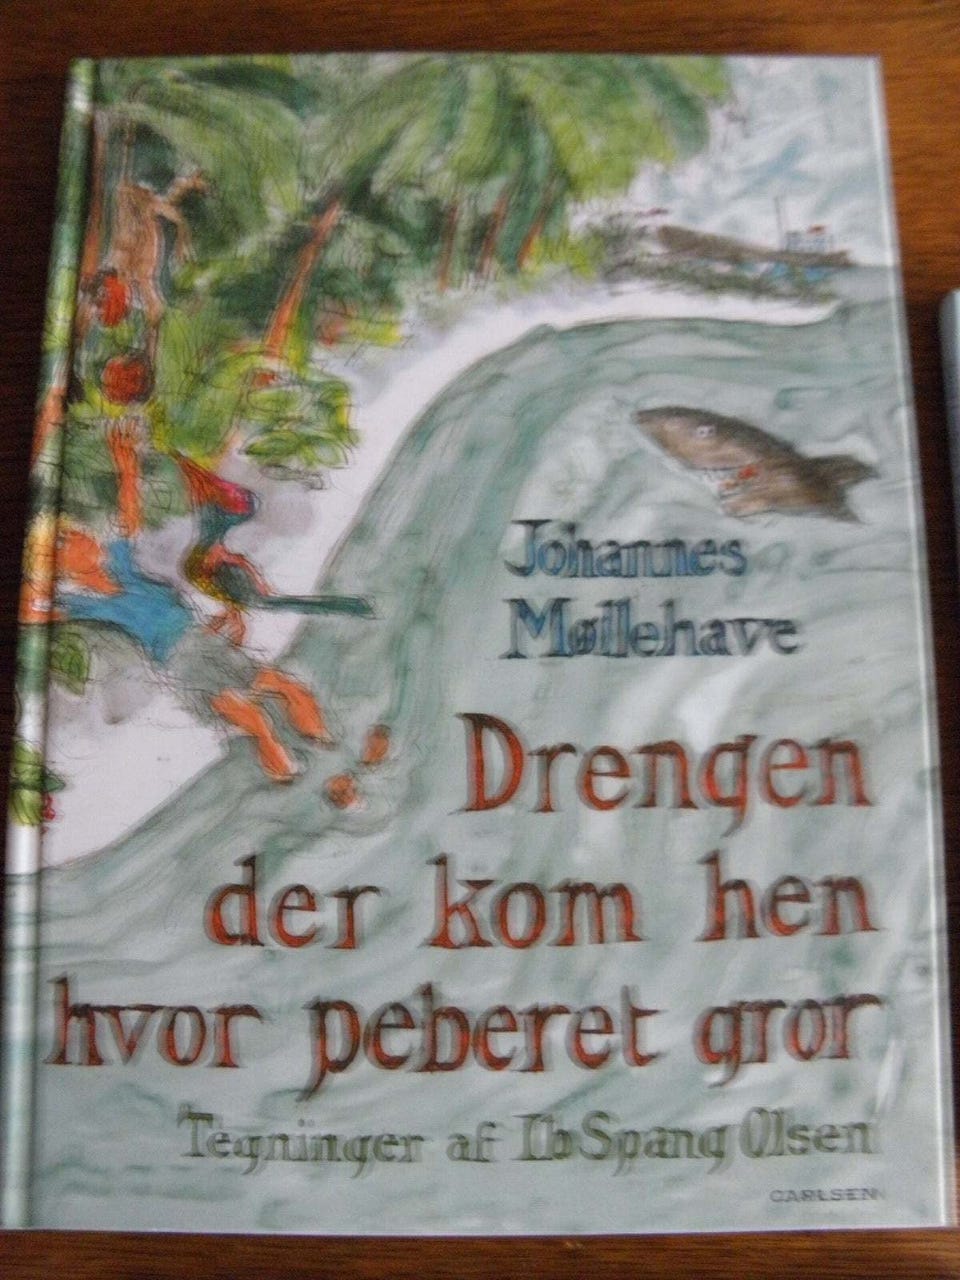 Johannes
Møllehave
Drengen
der kom hen
hvor peberet gror
Tegninger af Ib Spang Olsen
CARLSEN